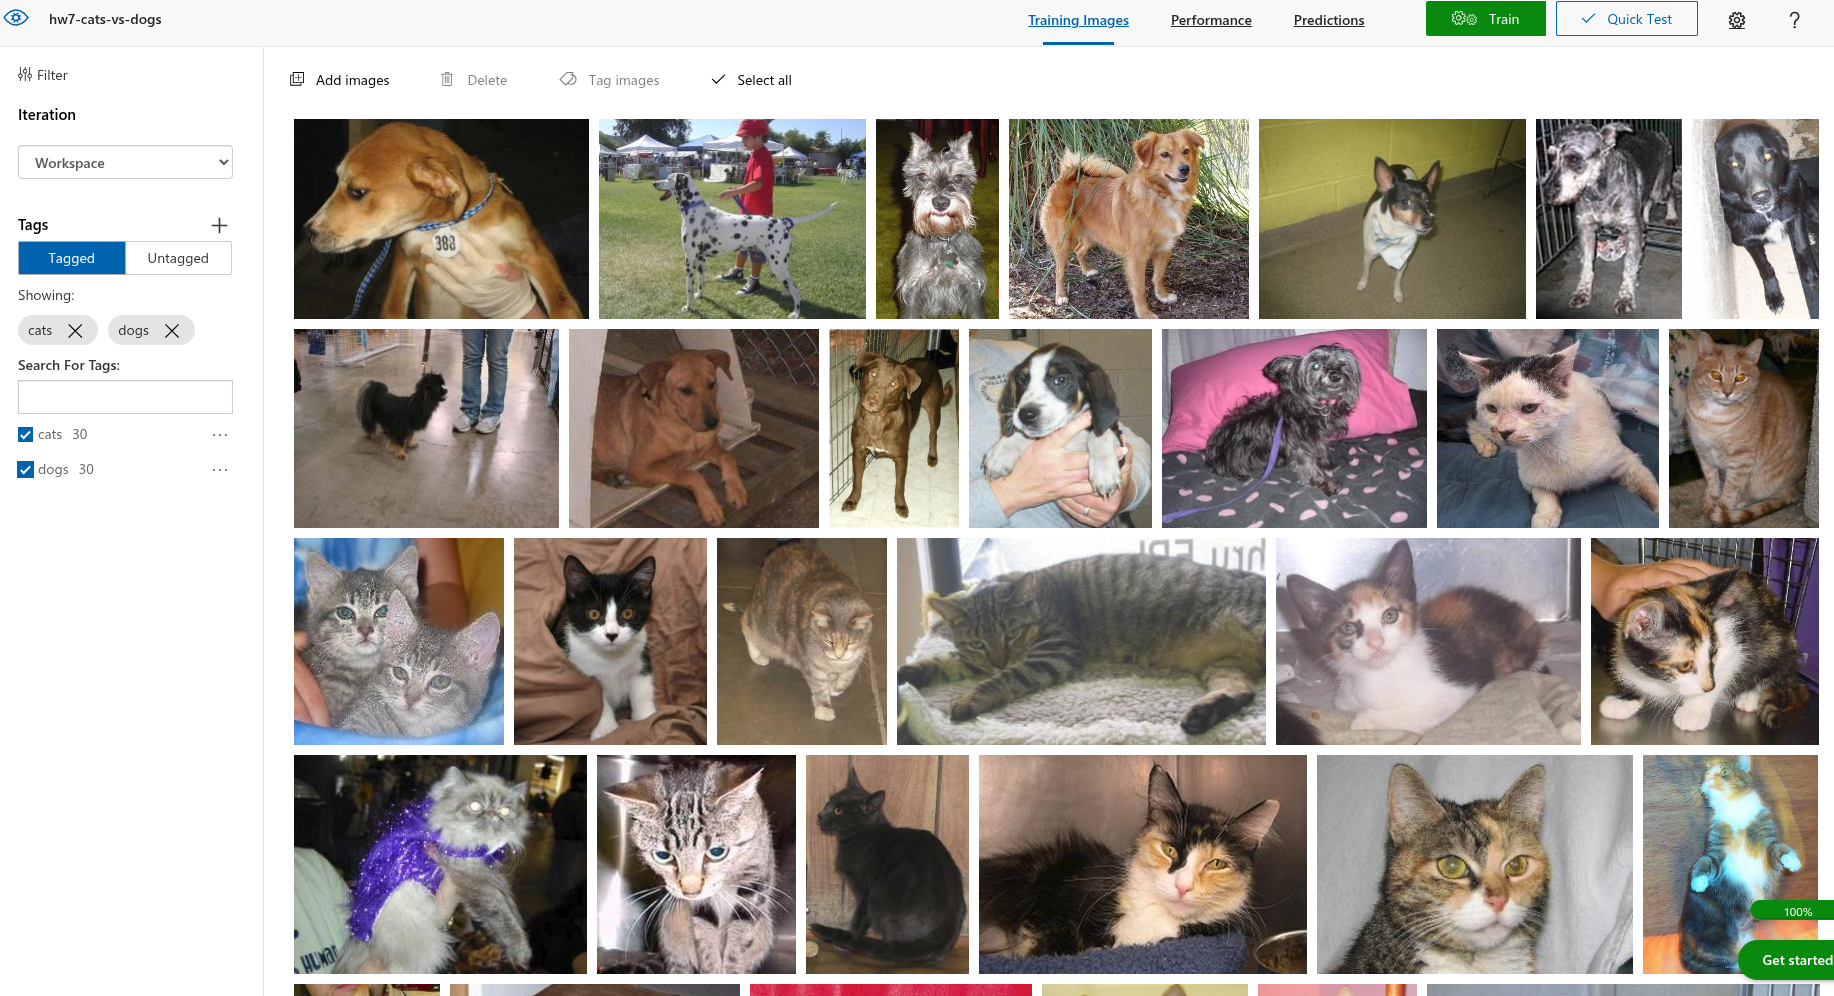 hw7-cats-vs-dogs
Training Images
Performance
Predictions
Train
Quick Test
?
Filter
Add images
Delete
Tag images
Select all
Iteration
Workspace
Tags
Tagged
Untagged
Showing:
cats
dogs
Search For Tags:
cats 30
dogs 30
388
hru
HUMAN
100%
Get started